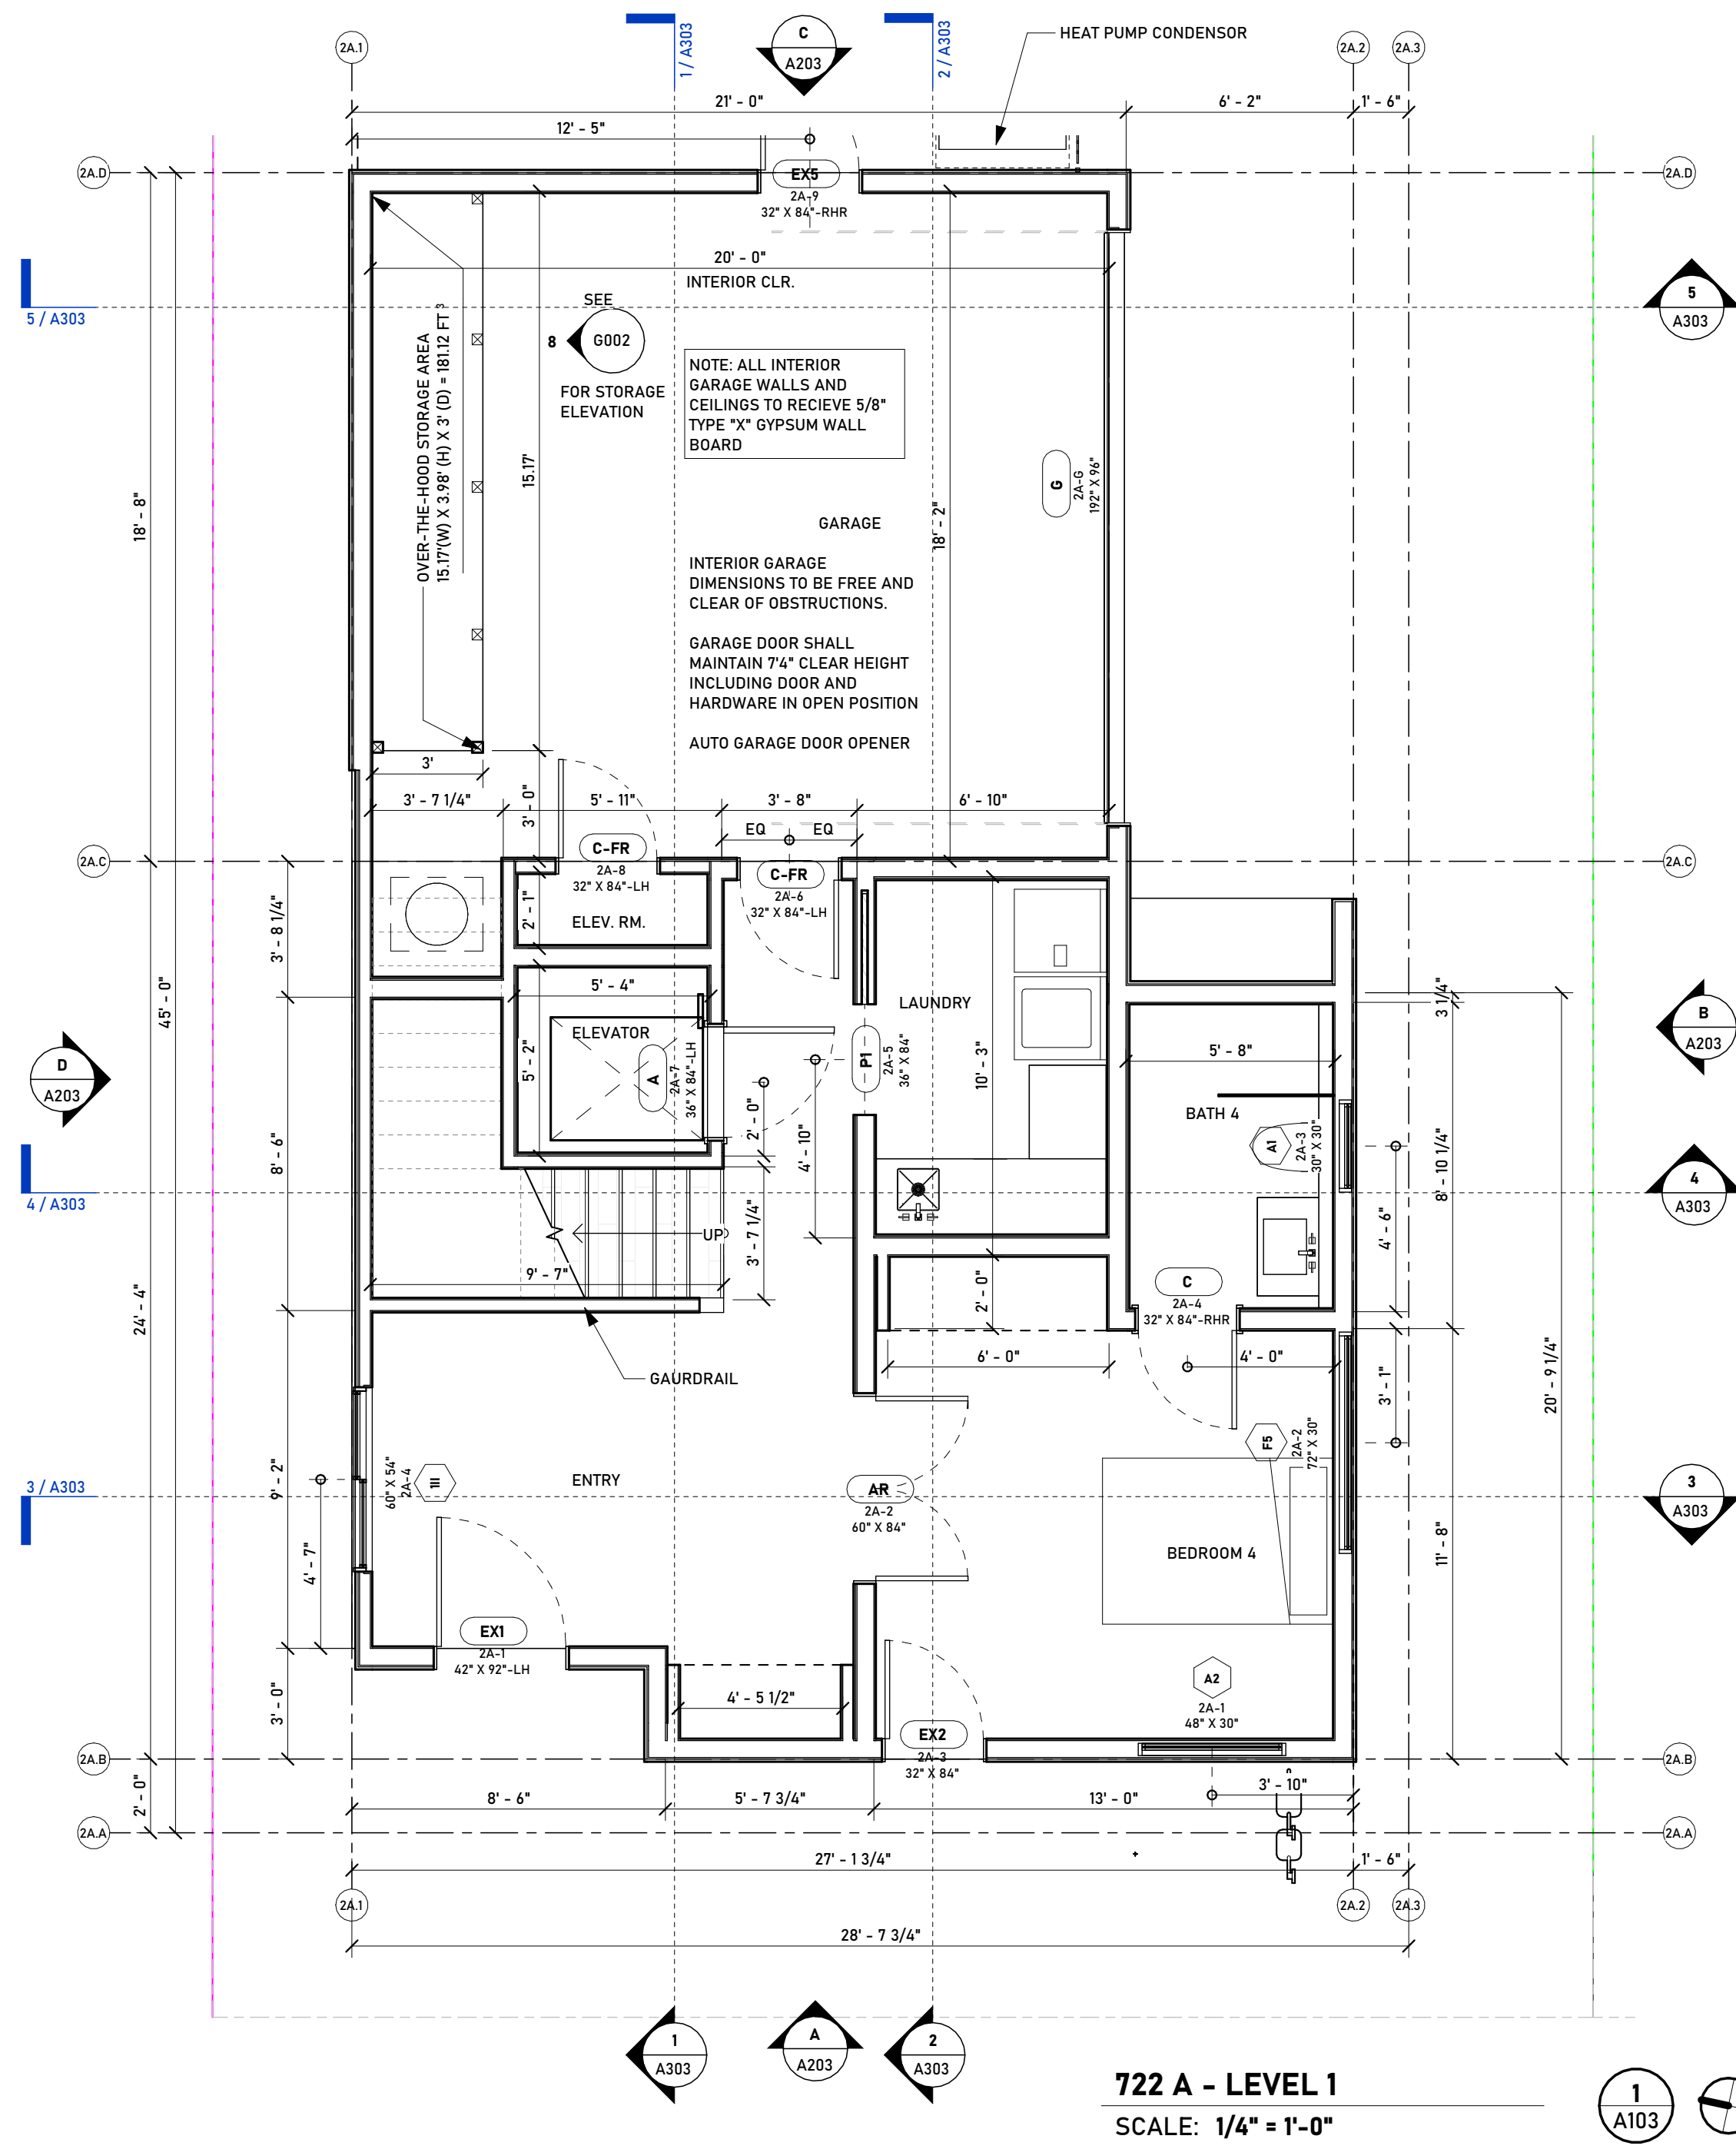 HEAT PUMP CONDENSOR
C
A203
1 / A303
2 / A303
2A.1
2A.2
2A.3
21' - 0"
6' - 2"
1' - 6"
12' - 5"
2A.D
2A.D
EX5
2A-9
32" X 84"-RHR
20' - 0"
INTERIOR CLR.
5 / A303
5
A303
SEE
8
G002
FOR STORAGE
ELEVATION
OVER-THE-HOOD STORAGE AREA
15.17'(W) X 3.98' (H) X 3' (D) = 181.12 FT ³
15.17'
NOTE: ALL INTERIOR
GARAGE WALLS AND
CEILINGS TO RECIEVE 5/8"
TYPE "X" GYPSUM WALL
BOARD
G
2A-G
192" X 96"
18' - 8"
18' - 2"
GARAGE
INTERIOR GARAGE
DIMENSIONS TO BE FREE AND
CLEAR OF OBSTRUCTIONS.
GARAGE DOOR SHALL
MAINTAIN 7'4" CLEAR HEIGHT
INCLUDING DOOR AND
HARDWARE IN OPEN POSITION
AUTO GARAGE DOOR OPENER
3'
3' - 7 1/4"
5' - 11"
3' - 8"
6' - 10"
3' - 0"
EQ
EQ
2A.C
2A.C
C-FR
2A-8
32" X 84"-LH
C-FR
2A-6
32" X 84"-LH
3' - 8 1/4"
2' - 1"
ELEV. RM.
45' - 0"
5' - 4"
LAUNDRY
3 1/4"
ELEVATOR
A
2A-7
36" X 84"-LH
P1
2A-5
36" X 84"
5' - 2"
10' - 3"
5' - 8"
B
A203
D
A203
8' - 6"
2' - 0"
4' - 10"
BATH 4
A1
2A-3
30" X 30"
8' - 10 1/4"
4 / A303
4
A303
3' - 7 1/4"
UP
4' - 6"
9' - 7"
24' - 4"
2' - 0"
C
2A-4
32" X 84"-RHR
6' - 0"
4' - 0"
3' - 1"
20' - 9 1/4"
GAURDRAIL
F5
2A-2
72" X 30"
3 / A303
3
A303
9' - 2"
60" X 54"
2A-4
ENTRY
AR
2A-2
60" X 84"
4' - 7"
BEDROOM 4
11' - 8"
EX1
2A-1
42" X 92"-LH
A2
2A-1
48" X 30"
3' - 0"
4' - 5 1/2"
EX2
2A-3
32" X 84"
2A.B
2A.B
2' - 0"
3' - 10"
8' - 6"
5' - 7 3/4"
13' - 0"
2A.A
2A.A
27' - 1 3/4"
1' - 6"
2A.1
2A.2
2A.3
28' - 7 3/4"
1
A303
A
A203
2
A303
722 A - LEVEL 1
SCALE: 1/4" = 1'-0"
1
A103